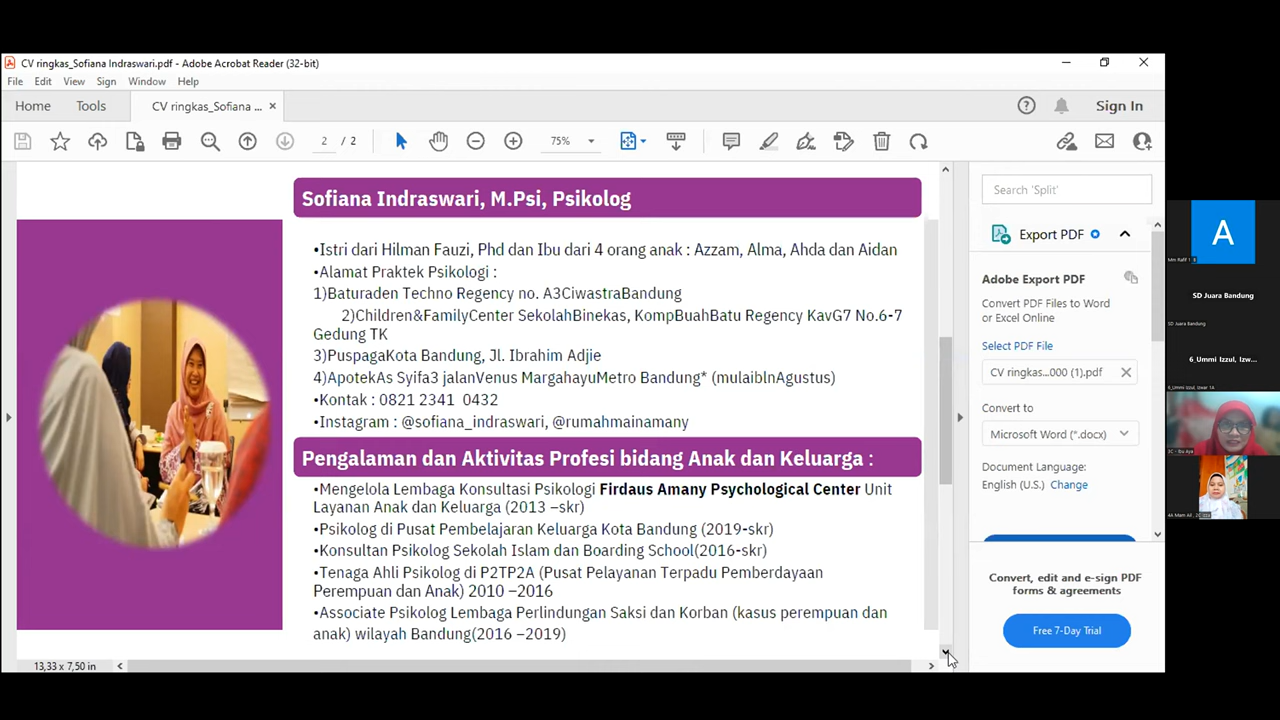 CV ringkas_Sofiana Indraswari.pdf - Adobe Acrobat Reader (32-bit)
File Edit View Sign Window Help
Home Tools CV ringkas_Sofiana ... ×
Sign In
2 / 2 75%
Sofiana Indraswari, M.Psi, Psikolog
•Istri dari Hilman Fauzi, Phd dan Ibu dari 4 orang anak : Azzam, Alma, Ahda dan Aidan
•Alamat Praktek Psikologi :
1)Baturaden Techno Regency no. A3CiwastraBandung
2)Children&FamilyCenter SekolahBinekas, KompBuahBatu Regency KavG7 No.6-7
Gedung TK
3)PuspagaKota Bandung, Jl. Ibrahim Adjie
4)ApotekAs Syifa3 jalanVenus MargahayuMetro Bandung* (mulaiblnAgustus)
•Kontak : 0821 2341 0432
•Instagram : @sofiana_indraswari, @rumahmainamany
Pengalaman dan Aktivitas Profesi bidang Anak dan Keluarga :
•Mengelola Lembaga Konsultasi Psikologi Firdaus Amany Psychological Center Unit
Layanan Anak dan Keluarga (2013 –skr)
•Psikolog di Pusat Pembelajaran Keluarga Kota Bandung (2019-skr)
•Konsultan Psikolog Sekolah Islam dan Boarding School(2016-skr)
•Tenaga Ahli Psikolog di P2TP2A (Pusat Pelayanan Terpadu Pemberdayaan
Perempuan dan Anak) 2010 –2016
•Associate Psikolog Lembaga Perlindungan Saksi dan Korban (kasus perempuan dan
anak) wilayah Bandung(2016 –2019)
13,33 x 7,50 in
Search 'Split'
Export PDF
Adobe Export PDF
Convert PDF Files to Word
or Excel Online
Select PDF File
CV ringkas...000 (1).pdf
Convert to
Microsoft Word (*.docx)
Document Language:
English (U.S.) Change
Convert, edit and e-sign PDF
forms & agreements
Free 7-Day Trial
A
SD Juara Bandung
SD Juara Bandung
6_Ummi Izzul, Izw...
6_Ummi Izzul, Izwar 1A